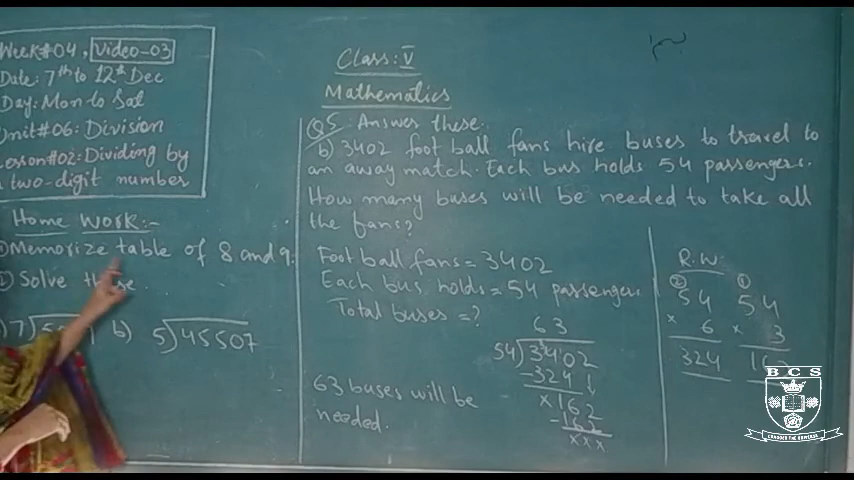 Week#04, Video-03
Date: 7th to 12th Dec
Day: Mon to Sat
Unit#06: Division
Lesson#02: Dividing by
a two-digit number
Home Work:-
① Memorize table of 8 and 9.
② Solve these.
7) b) 5)45507
Class: V
Mathematics
Q5. Answer these.
b) 3402 foot ball fans hire buses to travel to
an away match. Each bus holds 54 passengers.
How many buses will be needed to take all
the fans?
Foot ball fans = 3402
Each bus holds = 54 passengers
Total buses = ?
63
54)3402
-324↓
x162
-162
xxx
63 buses will be
needed.
R.W:
② ①
54 54
x 6 x 3
324 162
BCS